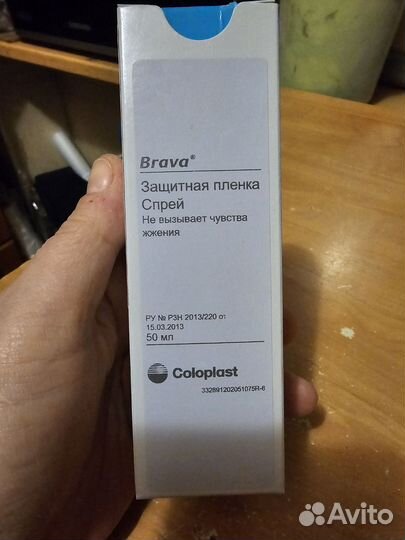 Brava®
Защитная пленка
Спрей
Не вызывает чувства
жжения
РУ № РЗН 2013/220 от
15.03.2013
50 мл
Coloplast
332891202051075R-6
Avito